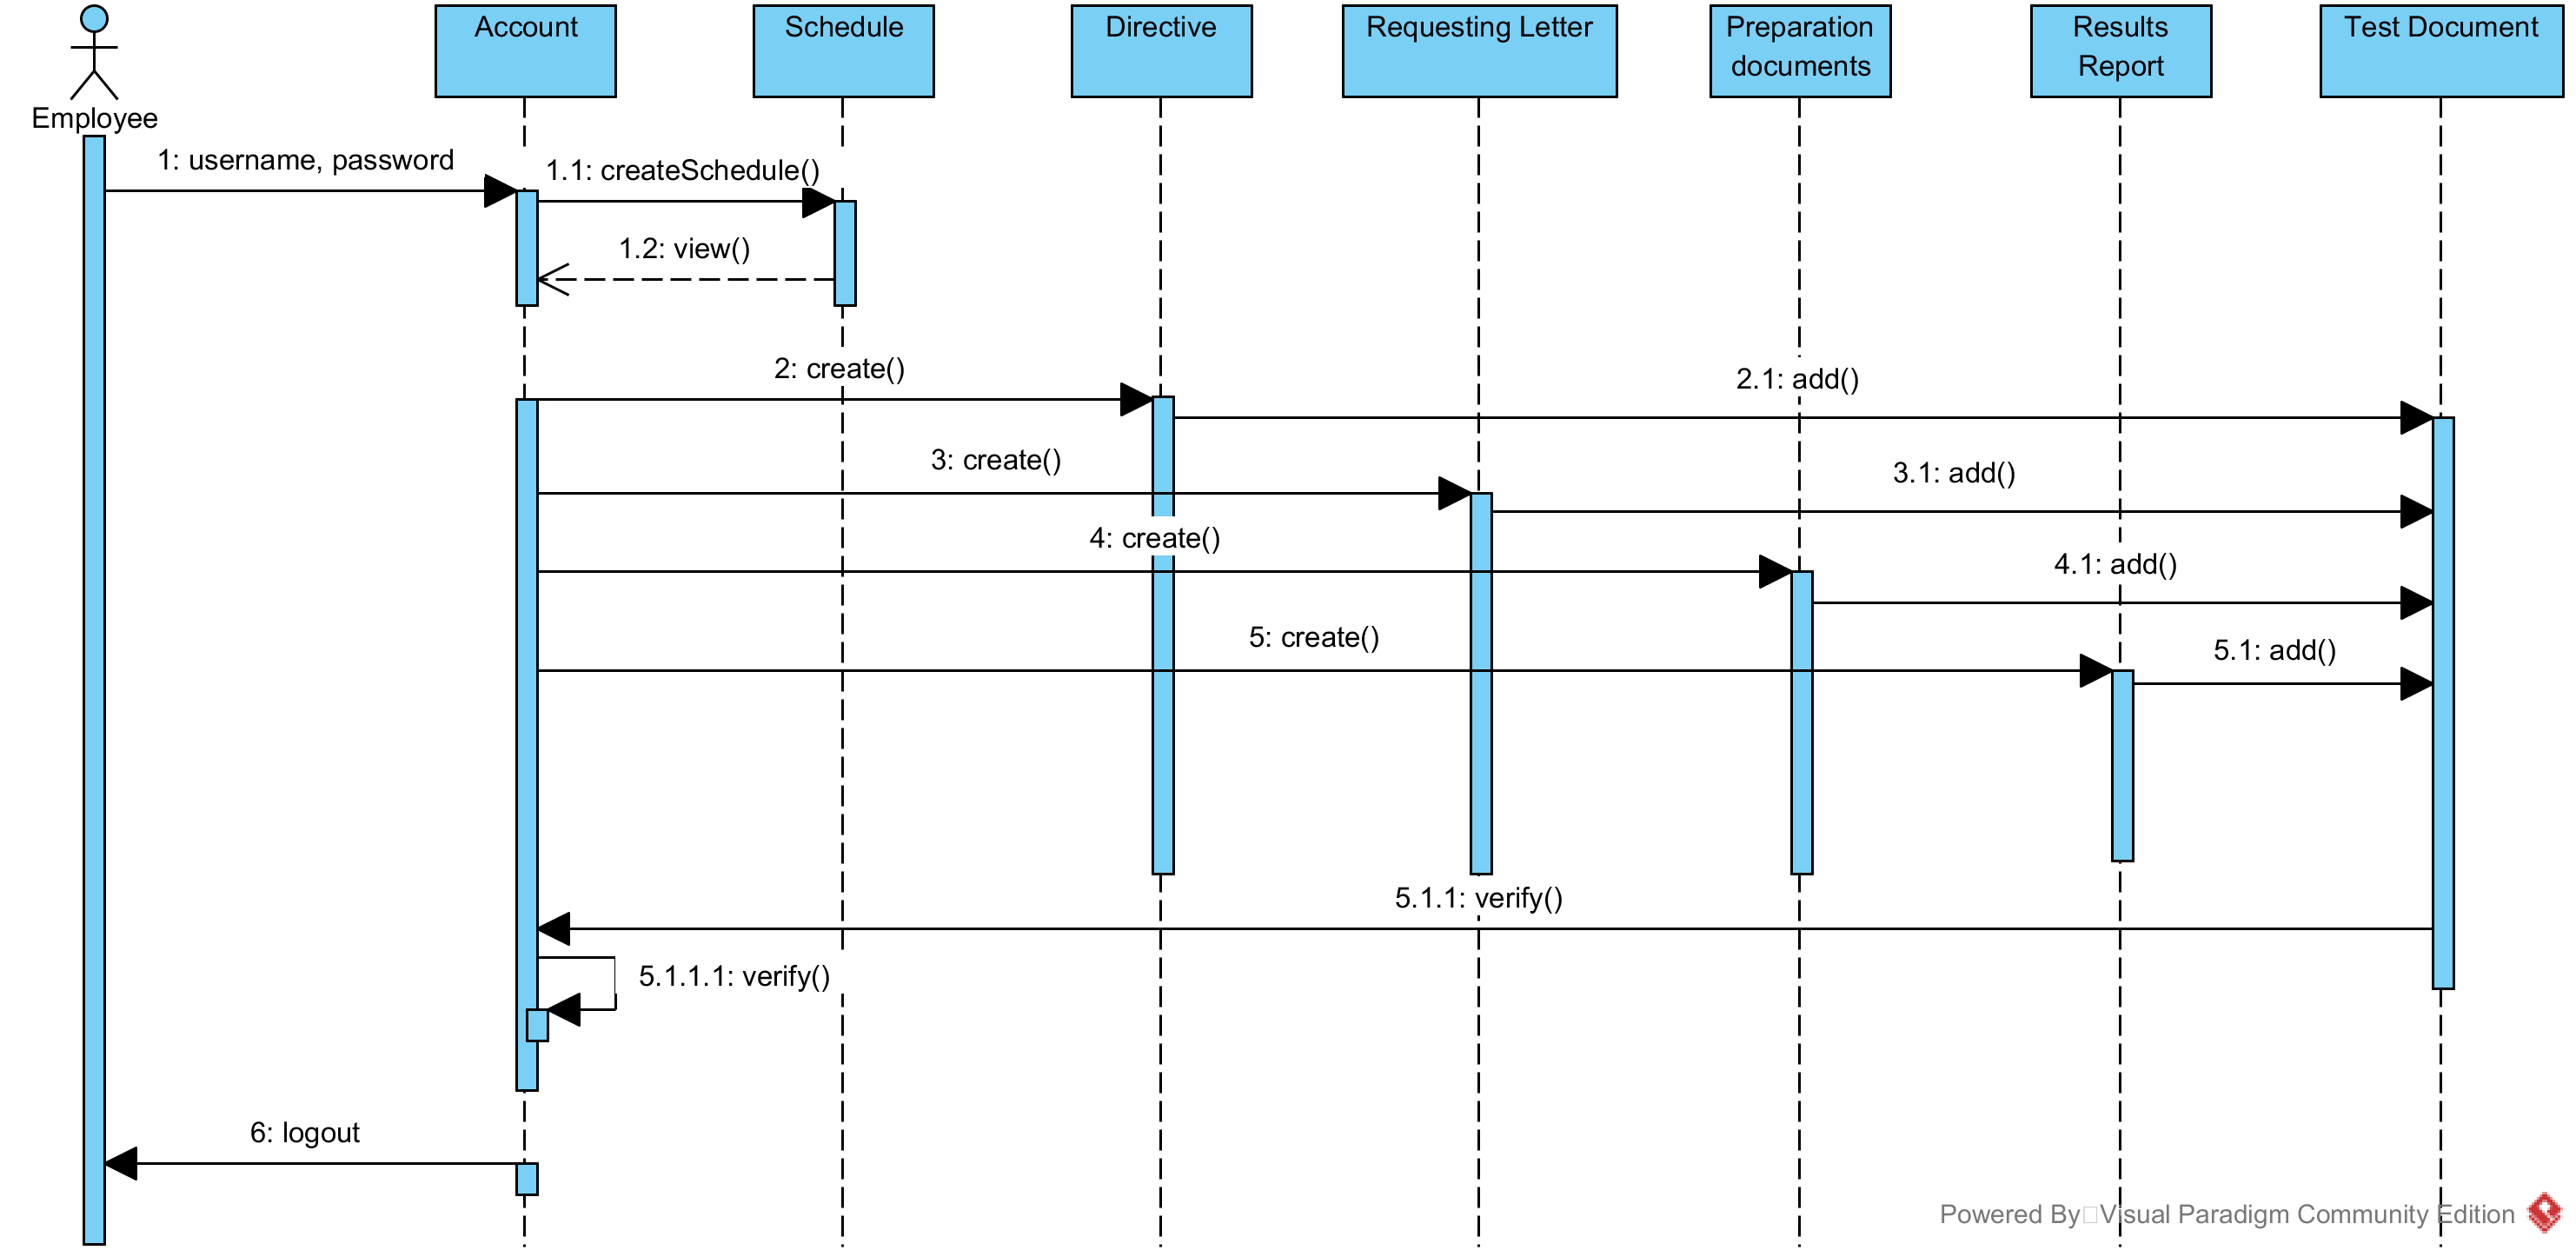 Account
Schedule
Directive
Requesting Letter
Preparation
documents
Results
Report
Test Document
Employee
1: username, password
1.1: createSchedule()
1.2: view()
2: create()
2.1: add()
3: create()
3.1: add()
4: create()
4.1: add()
5: create()
5.1: add()
5.1.1: verify()
5.1.1.1: verify()
6: logout
Powered By Visual Paradigm Community Edition